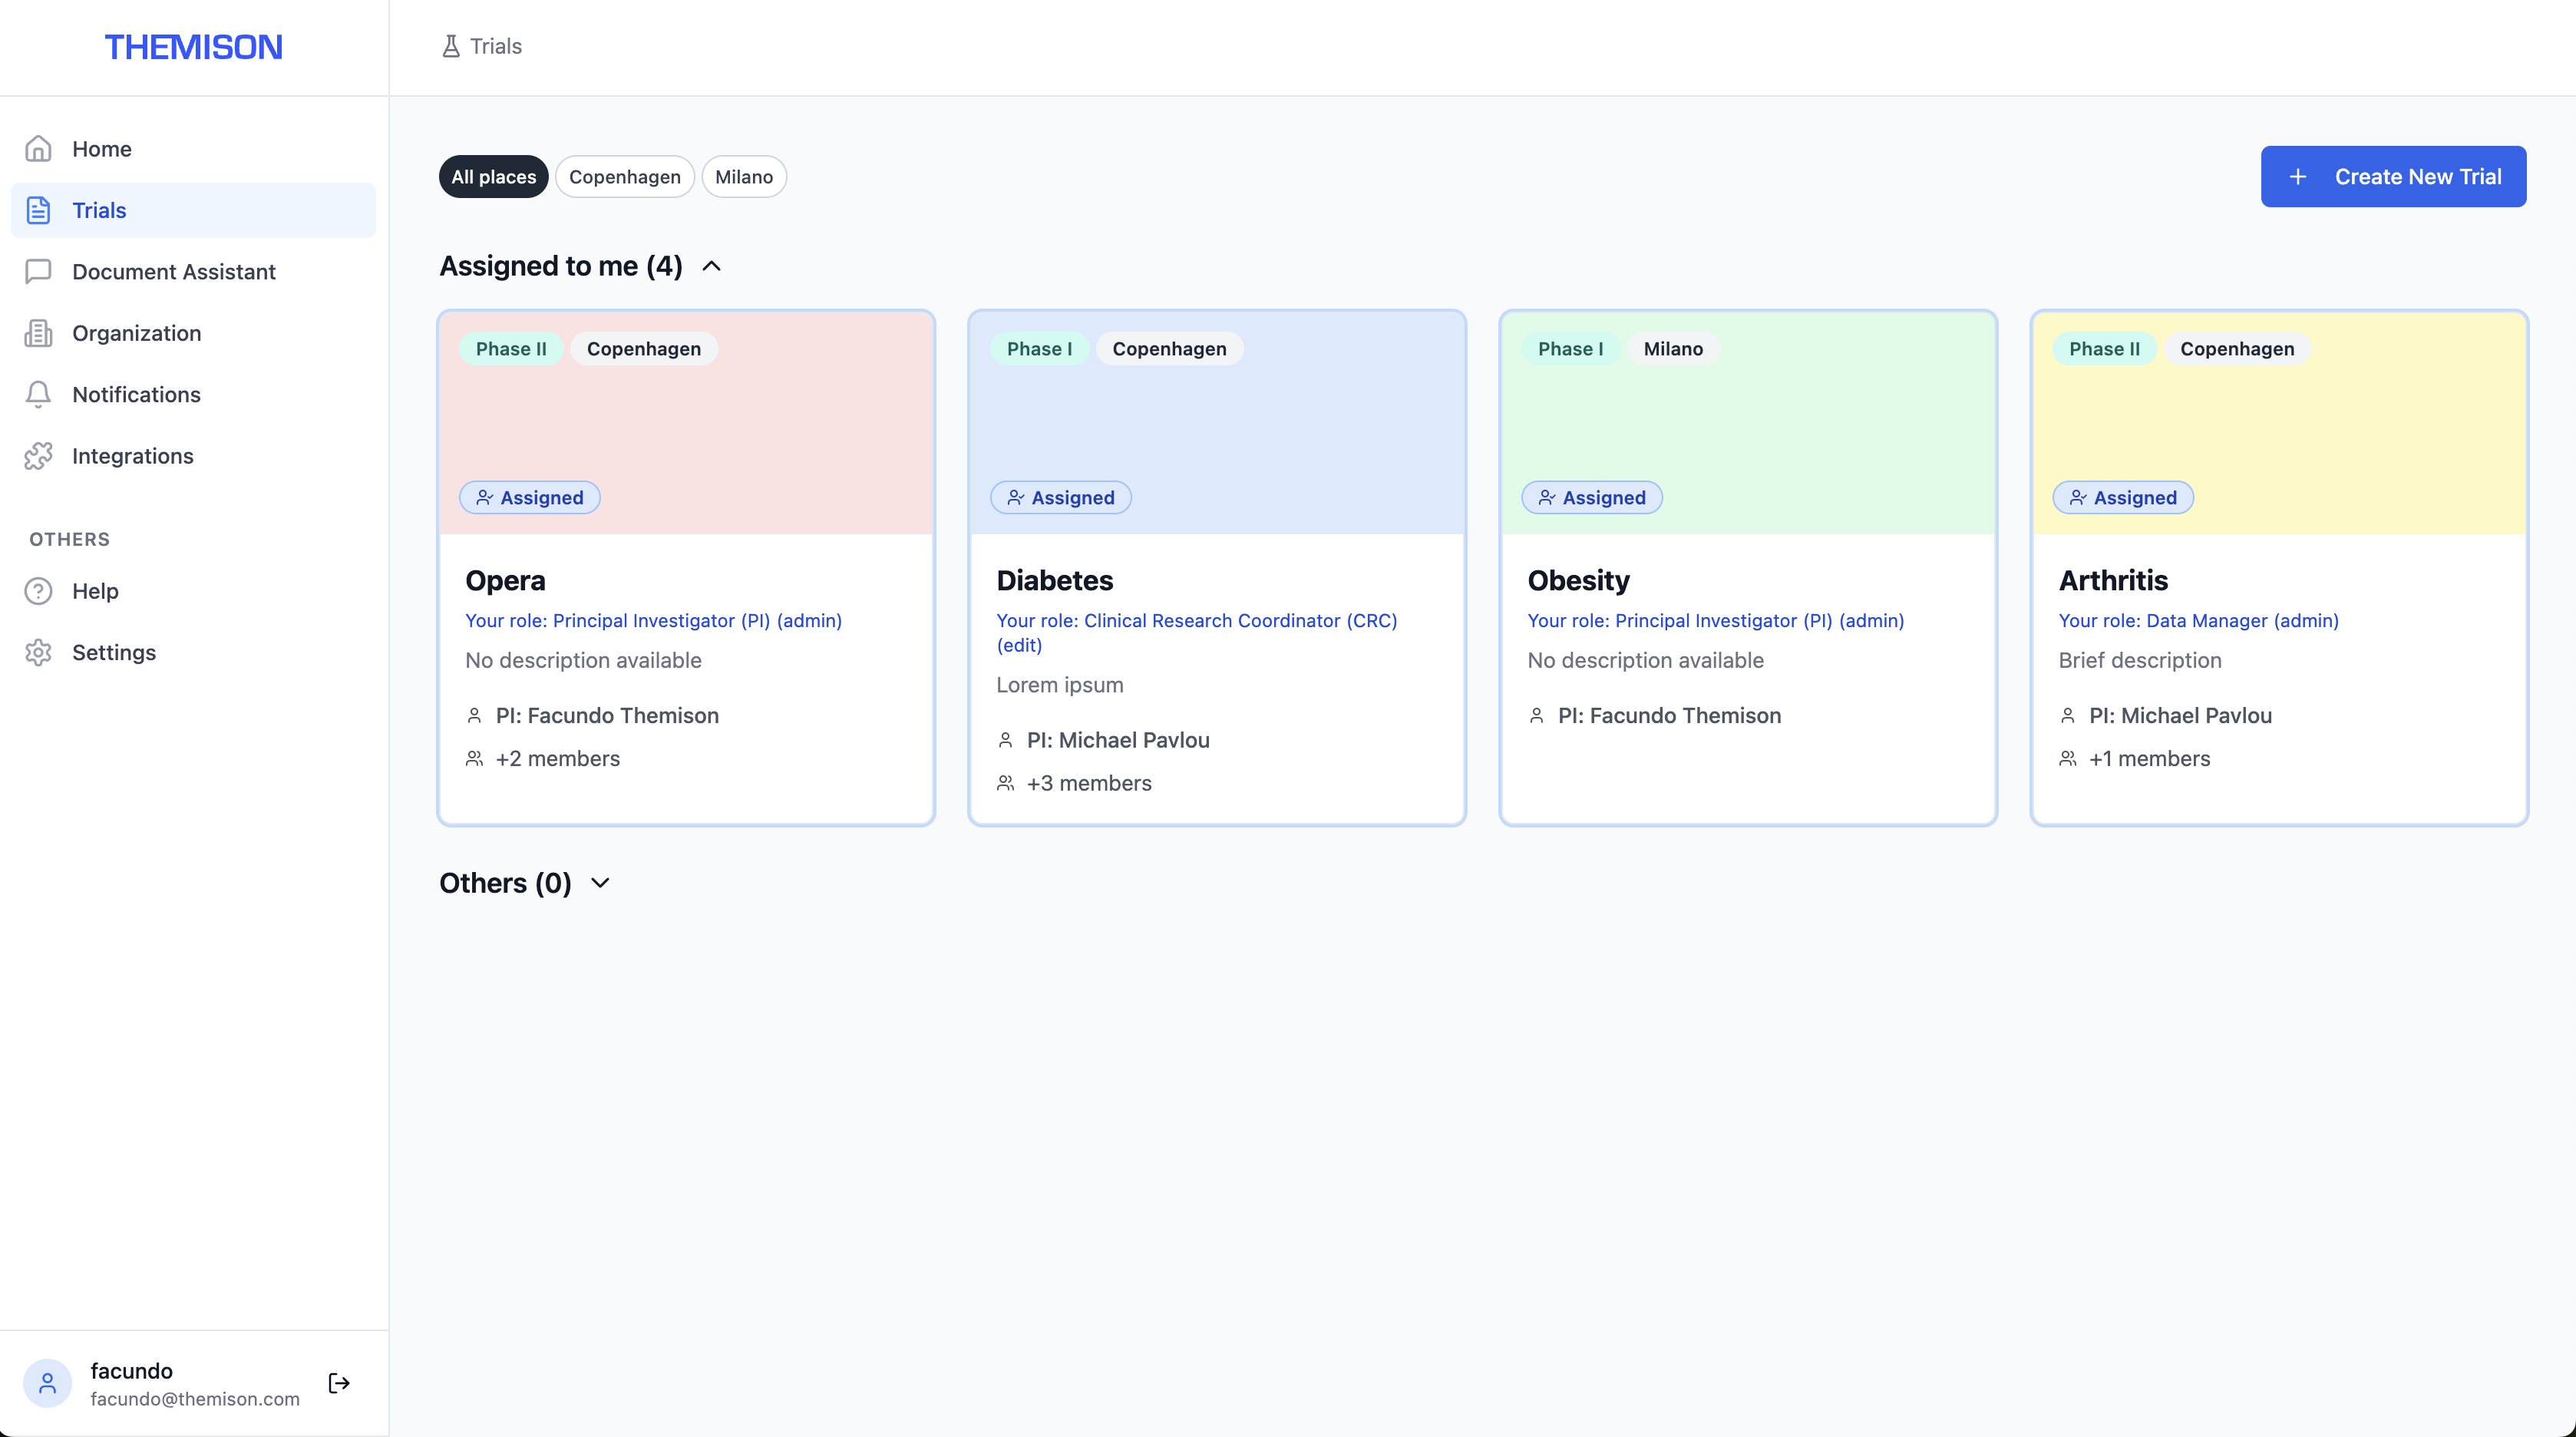 THEMISON
Trials
Home
Trials
Document Assistant
Organization
Notifications
Integrations
OTHERS
Help
Settings
facundo
facundo@themison.com
All places
Copenhagen
Milano
Create New Trial
Assigned to me (4)
Phase II
Copenhagen
Assigned
Opera
Your role: Principal Investigator (PI) (admin)
No description available
PI: Facundo Themison
+2 members
Phase I
Copenhagen
Assigned
Diabetes
Your role: Clinical Research Coordinator (CRC)
(edit)
Lorem ipsum
PI: Michael Pavlou
+3 members
Phase I
Milano
Assigned
Obesity
Your role: Principal Investigator (PI) (admin)
No description available
PI: Facundo Themison
Phase II
Copenhagen
Assigned
Arthritis
Your role: Data Manager (admin)
Brief description
PI: Michael Pavlou
+1 members
Others (0)